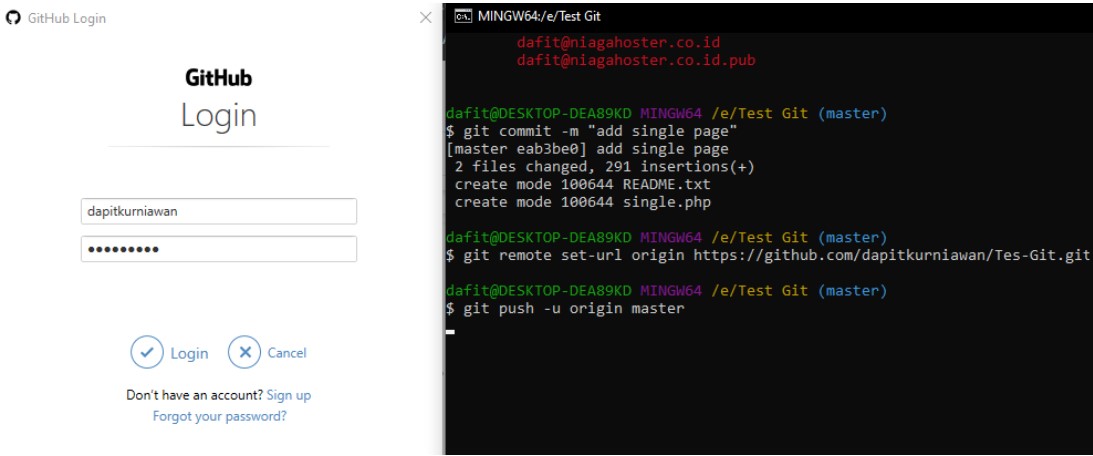 GitHub Login
GitHub
Login
dapitkurniawan
•••••••••
Login
Cancel
Don't have an account? Sign up
Forgot your password?
MINGW64:/e/Test Git
dafit@niagahoster.co.id
dafit@niagahoster.co.id.pub
dafit@DESKTOP-DEA89KD MINGW64 /e/Test Git (master)
$ git commit -m "add single page"
[master eab3be0] add single page
2 files changed, 291 insertions(+)
create mode 100644 README.txt
create mode 100644 single.php
dafit@DESKTOP-DEA89KD MINGW64 /e/Test Git (master)
$ git remote set-url origin https://github.com/dapitkurniawan/Tes-Git.git
dafit@DESKTOP-DEA89KD MINGW64 /e/Test Git (master)
$ git push -u origin master